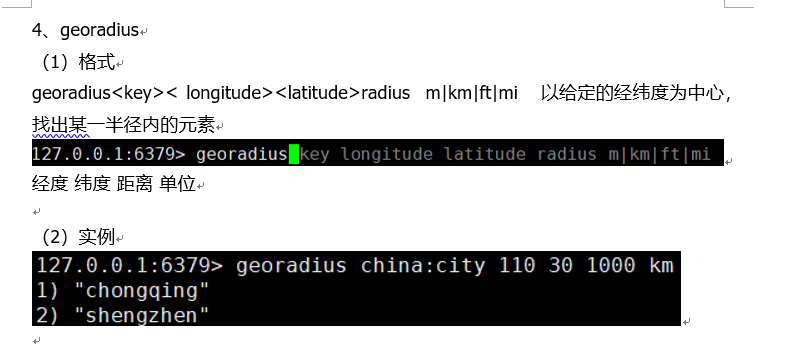 4、georadius
（1）格式
georadius<key>< longitude><latitude>radius m|km|ft|mi 以给定的经纬度为中心，
找出某一半径内的元素
127.0.0.1:6379> georadius key longitude latitude radius m|km|ft|mi
经度 纬度 距离 单位
（2）实例
127.0.0.1:6379> georadius china:city 110 30 1000 km
1) "chongqing"
2) "shengzhen"